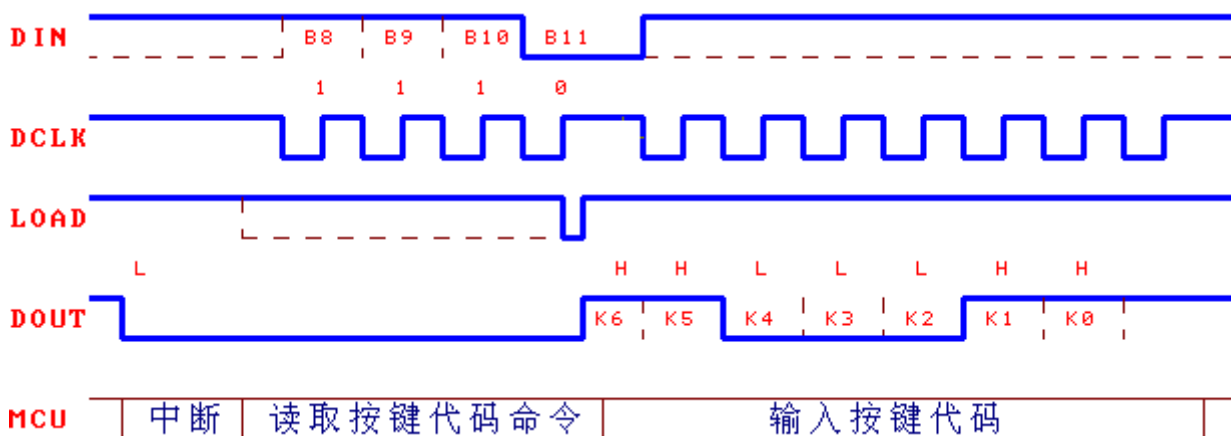 DIN B8 B9 B10 B11
1 1 1 0
DCLK
LOAD
L H H L L L H H
DOUT K6 K5 K4 K3 K2 K1 K0
MCU 中断 读取按键代码命令 输入按键代码